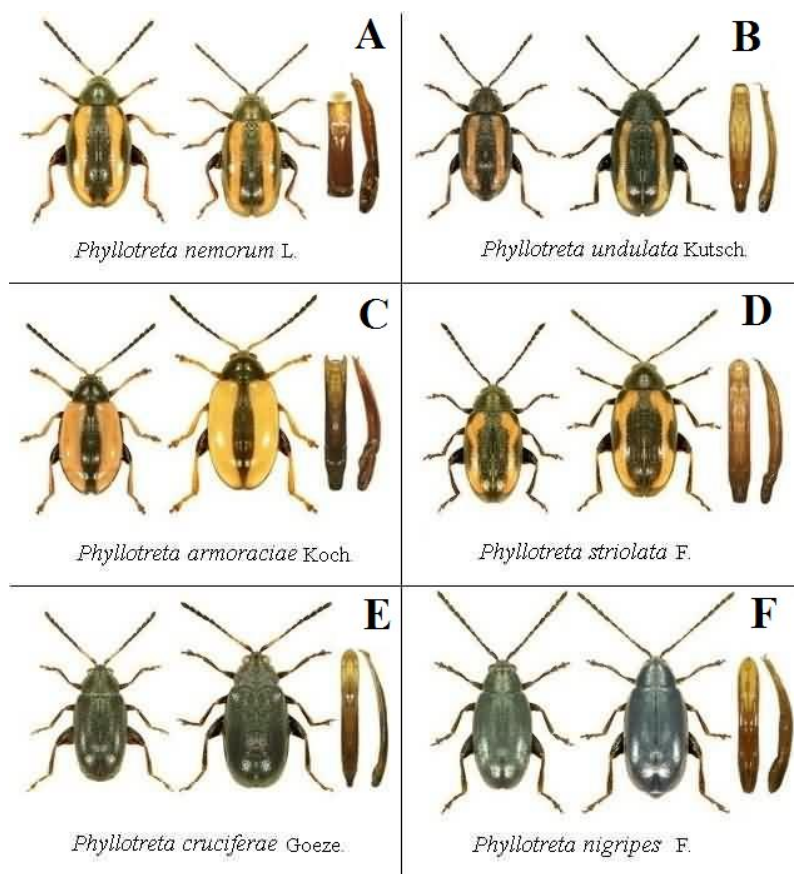 A
Phyllotreta nemorum L.
B
Phyllotreta undulata Kutsch.
C
Phyllotreta armoraciae Koch.
D
Phyllotreta striolata F.
E
Phyllotreta cruciferae Goeze.
F
Phyllotreta nigripes F.